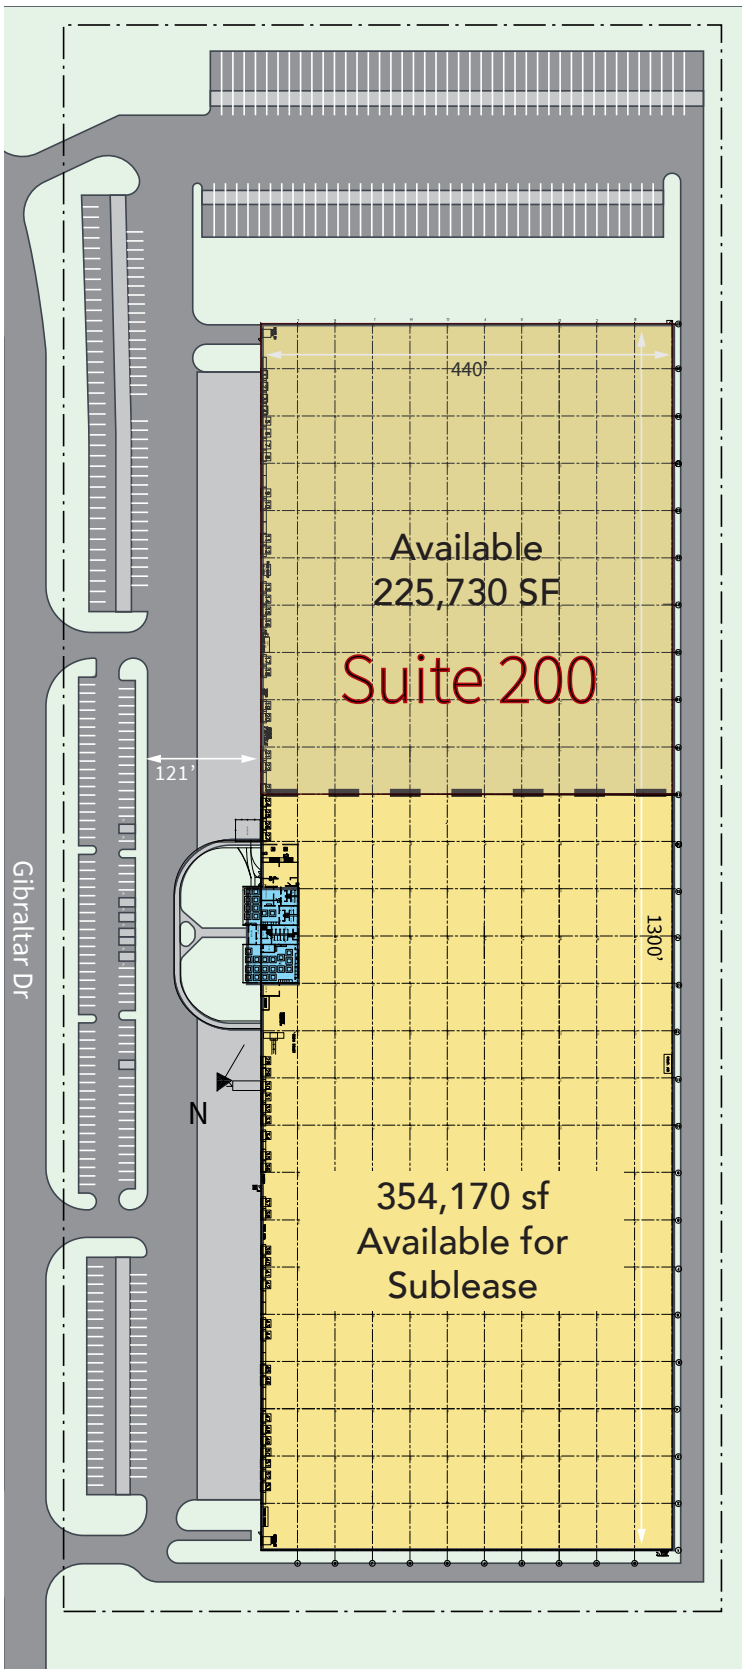 440'
Available
225,730 SF
Suite 200
121'
Gibraltar Dr
1300'
N
354,170 sf
Available for
Sublease